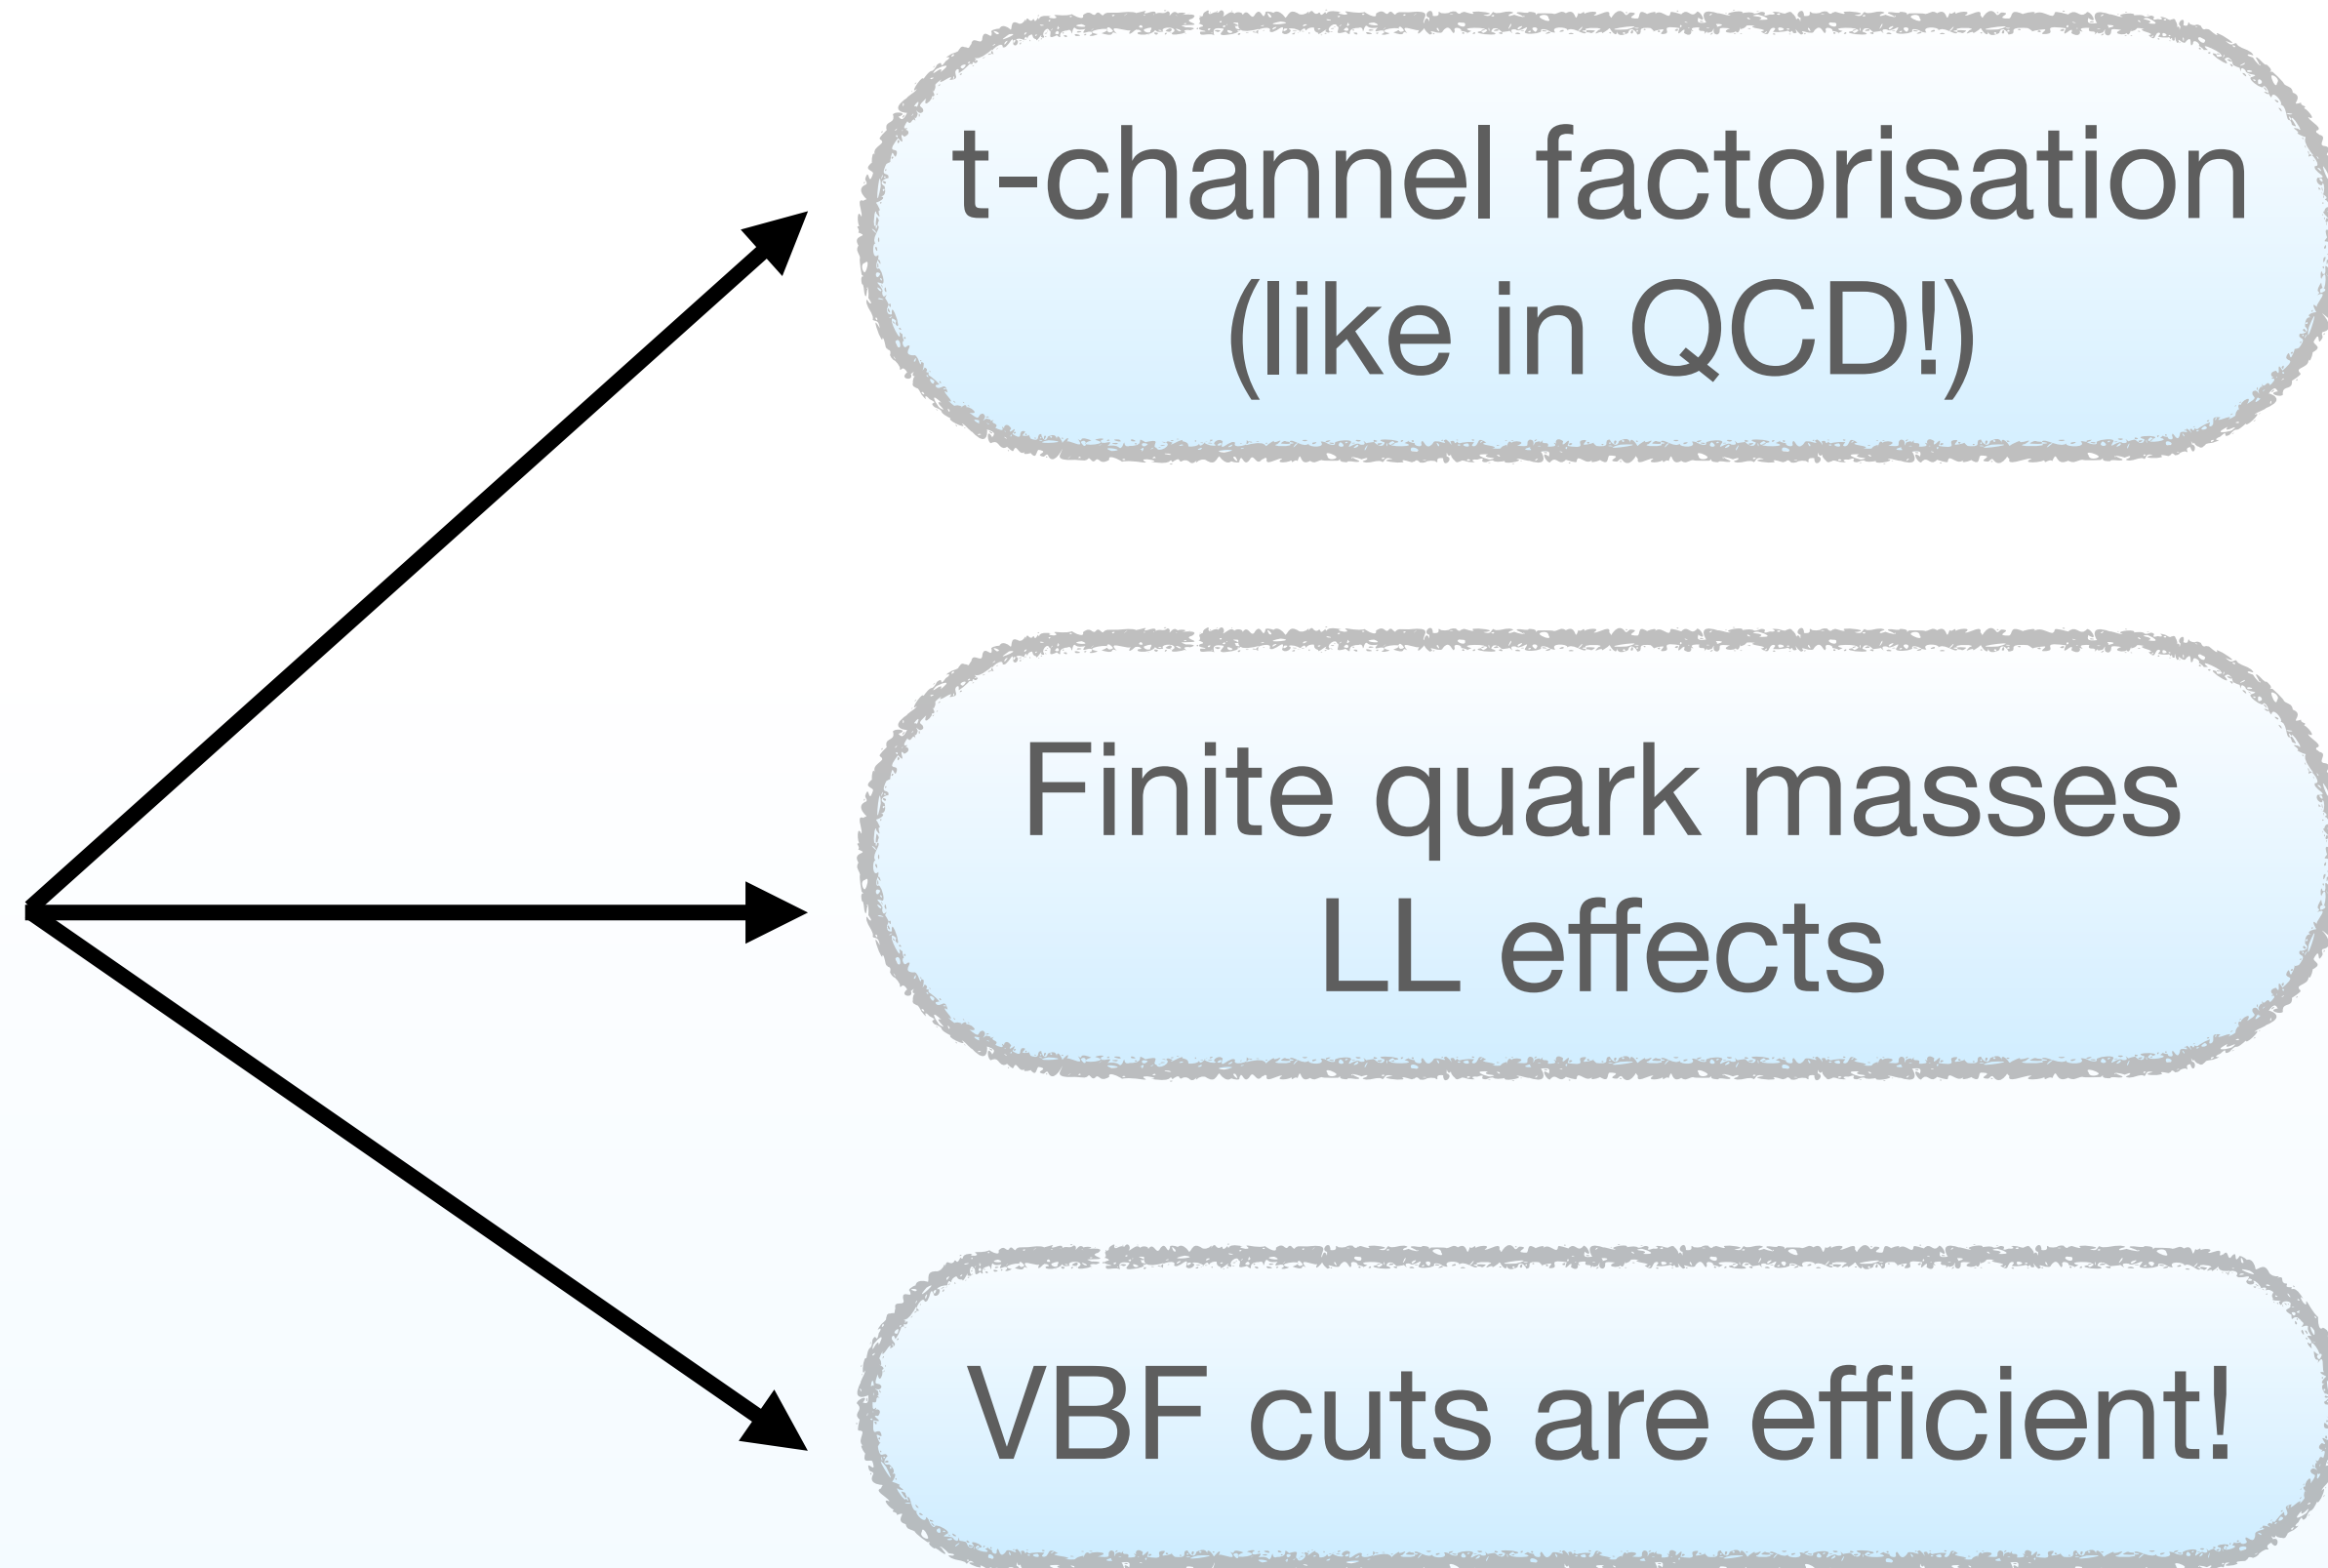 t-channel factorisation
(like in QCD!)
Finite quark masses
LL effects
VBF cuts are efficient!